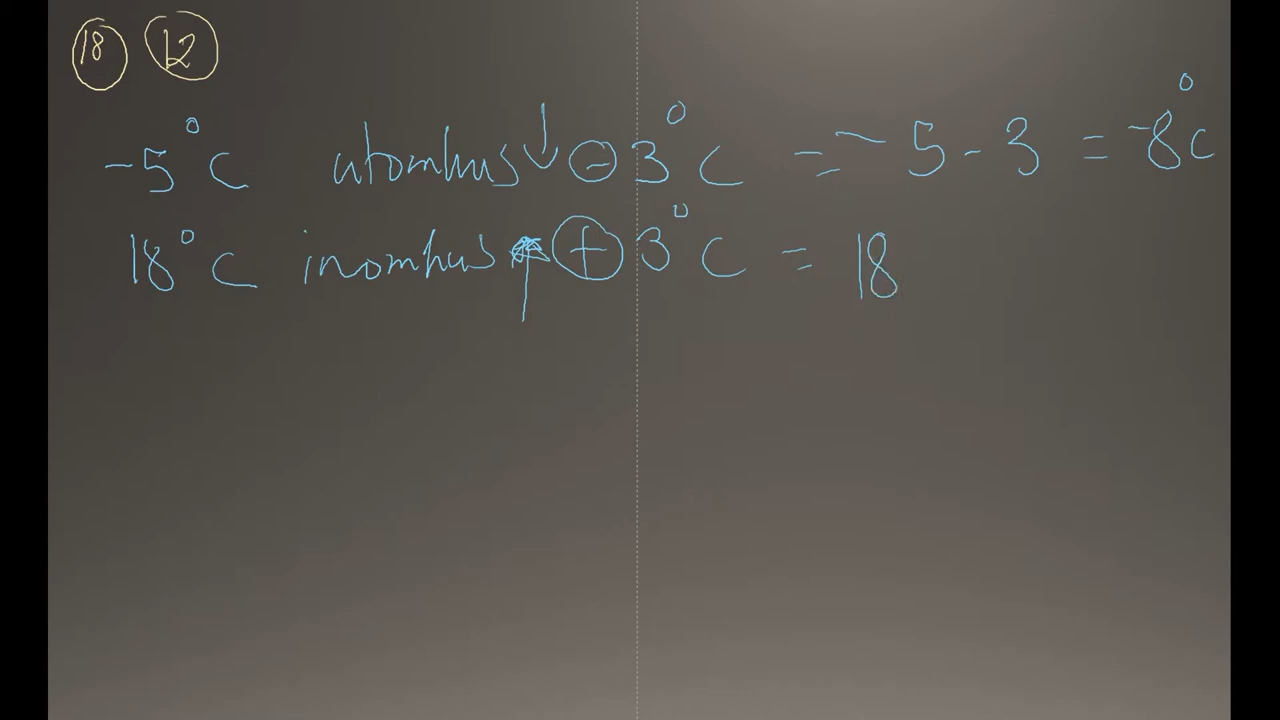 18 12
-5°C utomhus ↓ -3°C = -5-3 = -8°C
18°C inomhus ↑ +3°C = 18